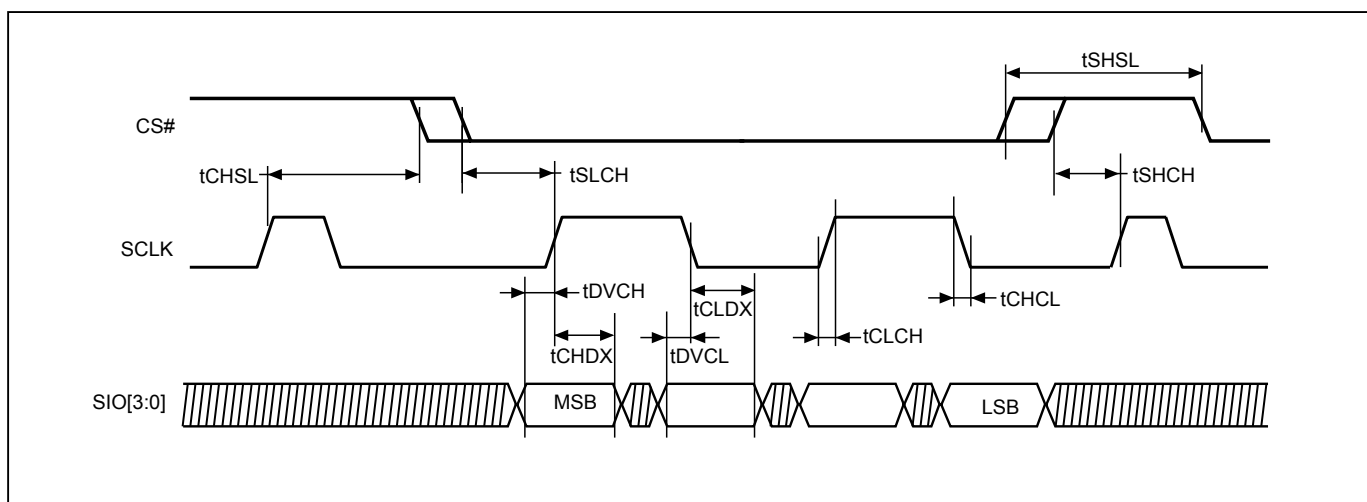 tSHSL
CS#
tCHSL
tSLCH
tSHCH
SCLK
tDVCH
tCLDX
tCHCL
tCHDX
tDVCL
tCLCH
SIO[3:0]
MSB
LSB